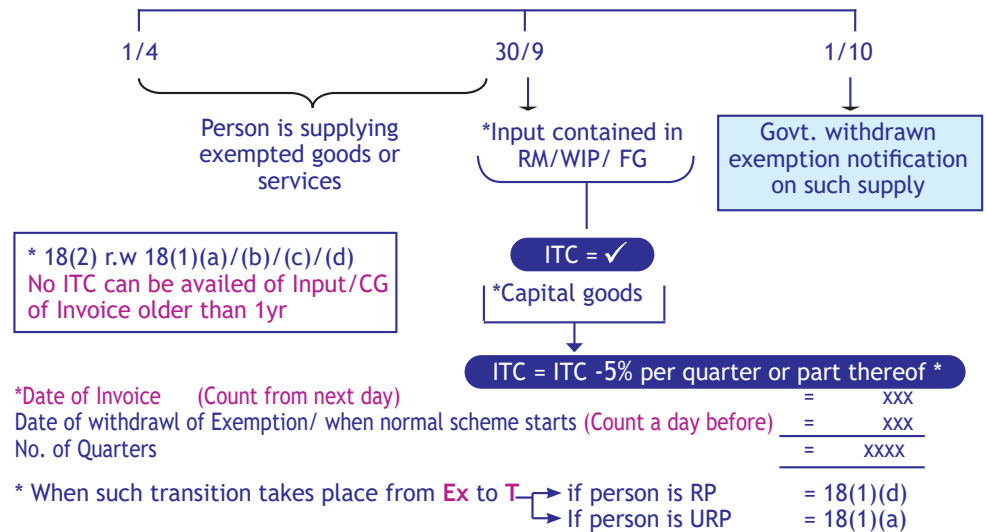 1/4 30/9 1/10
Person is supplying
exempted goods or
services
*Input contained in
RM/WIP/ FG
Govt. withdrawn
exemption notification
on such supply
* 18(2) r.w 18(1)(a)/(b)/(c)/(d)
No ITC can be availed of Input/CG
of Invoice older than 1yr
ITC = ✓
*Capital goods
ITC = ITC -5% per quarter or part thereof *
*Date of Invoice (Count from next day) = xxx
Date of withdrawl of Exemption/ when normal scheme starts (Count a day before) = xxx
No. of Quarters = xxxx
* When such transition takes place from Ex to T if person is RP = 18(1)(d)
If person is URP = 18(1)(a)